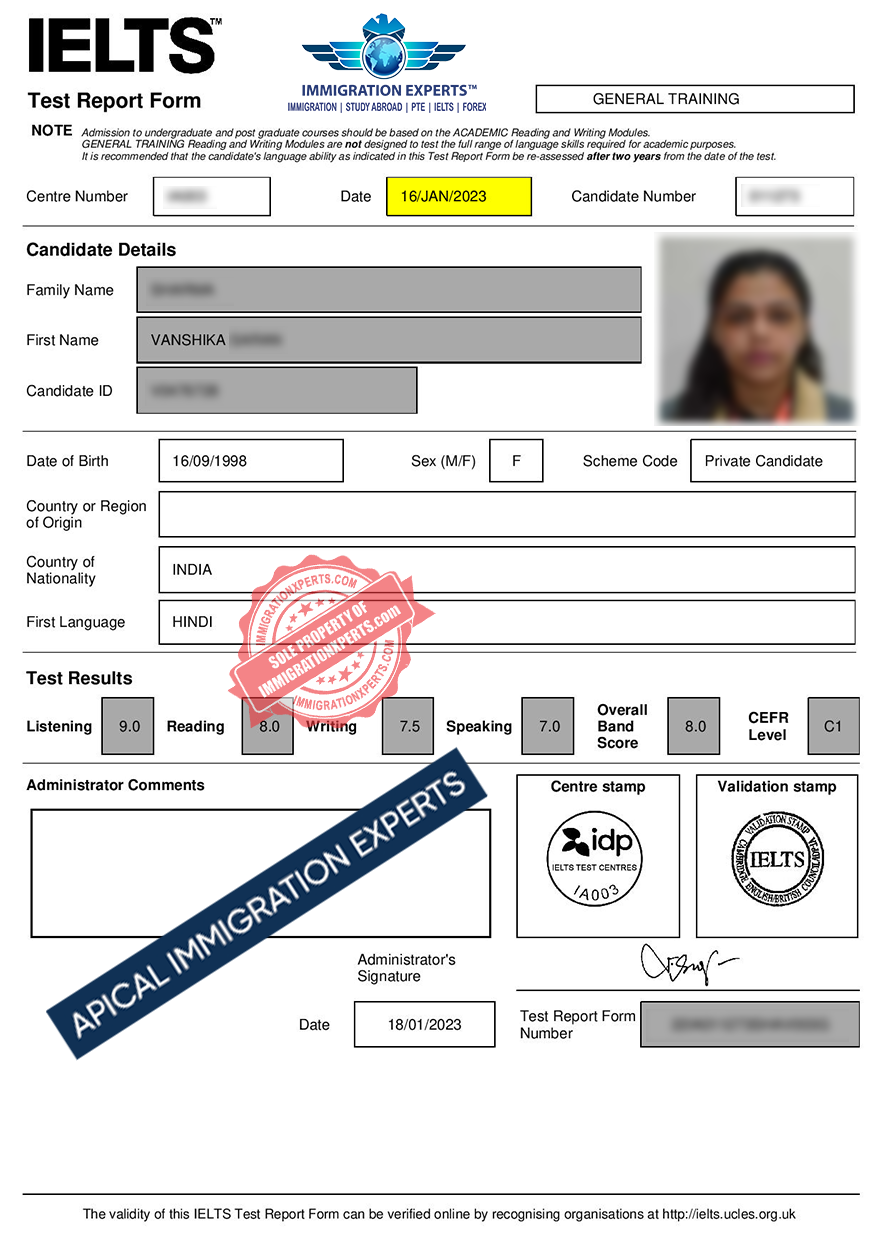 IELTS™
IMMIGRATION EXPERTS™
IMMIGRATION | STUDY ABROAD | PTE | IELTS | FOREX
Test Report Form
GENERAL TRAINING
NOTE Admission to undergraduate and post graduate courses should be based on the ACADEMIC Reading and Writing Modules.
GENERAL TRAINING Reading and Writing Modules are not designed to test the full range of language skills required for academic purposes.
It is recommended that the candidate's language ability as indicated in this Test Report Form be re-assessed after two years from the date of the test.
Centre Number Date 16/JAN/2023 Candidate Number
Candidate Details
Family Name
First Name VANSHIKA
Candidate ID
Date of Birth 16/09/1998 Sex (M/F) F Scheme Code Private Candidate
Country or Region
of Origin
Country of
Nationality
INDIA
First Language HINDI
IMMIGRATIONXPERTS.COM
SOLE PROPERTY OF
IMMIGRATIONXPERTS.com
IMMIGRATIONXPERTS.COM
Test Results
Listening 9.0 Reading 8.0 Writing 7.5 Speaking 7.0
Overall
Band
Score
8.0
CEFR
Level
C1
Administrator Comments
APICAL IMMIGRATION EXPERTS
Centre stamp
idp
IELTS TEST CENTRES
IA003
Validation stamp
VALIDATION STAMP
IELTS
CAMBRIDGE ENGLISH/BRITISH COUNCIL/IDP:IA
Administrator's
Signature
Date 18/01/2023
Test Report Form
Number
The validity of this IELTS Test Report Form can be verified online by recognising organisations at http://ielts.ucles.org.uk